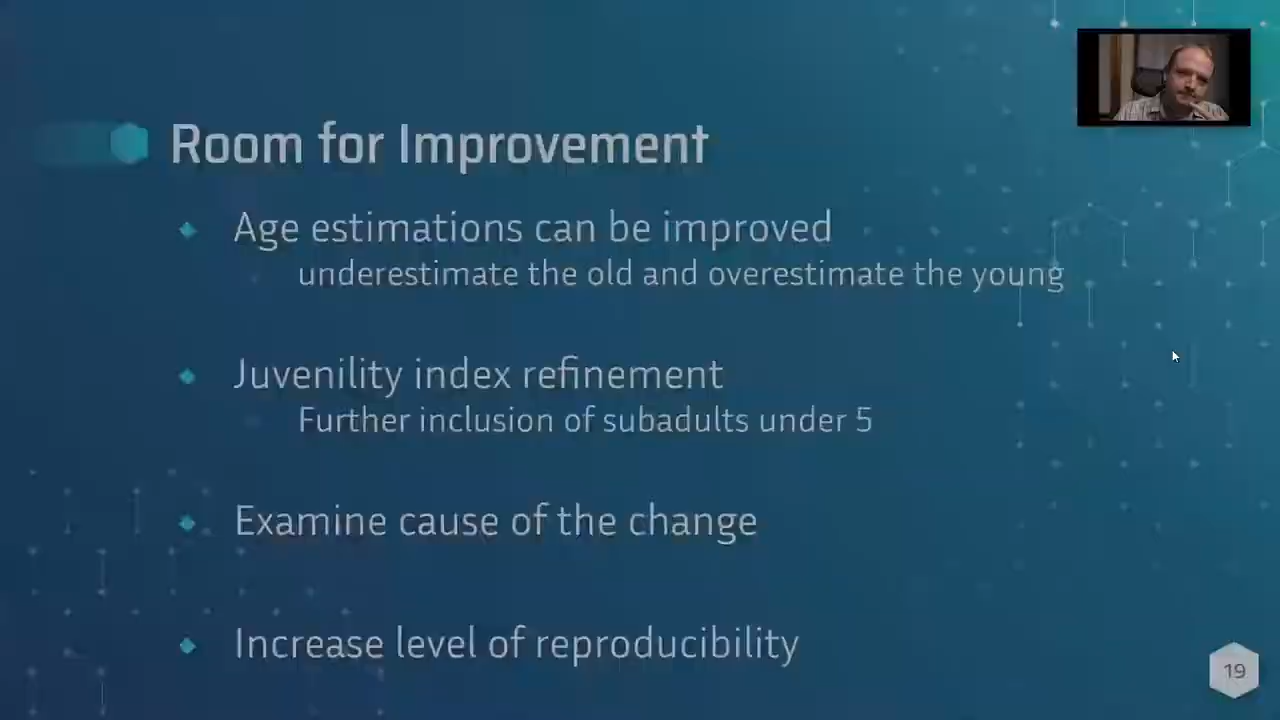 Room for Improvement
Age estimations can be improved
underestimate the old and overestimate the young
Juvenility index refinement
Further inclusion of subadults under 5
Examine cause of the change
Increase level of reproducibility
19